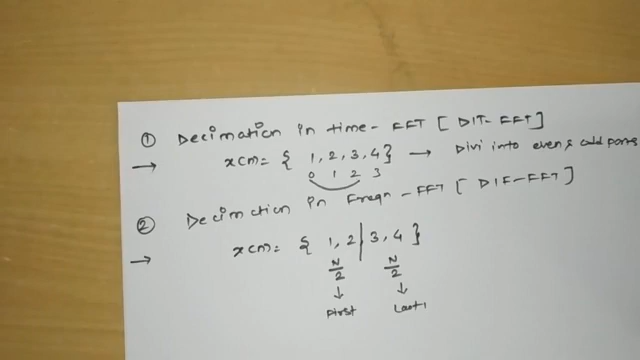 ① Decimation in time - FFT [ DIT- FFT ]
→ x(n)= { 1, 2, 3, 4 } → Divi into even & odd parts
0 1 2 3
② Decimation in Freqn - FFT [ DIF-FFT ]
→ x(n)= { 1, 2 | 3, 4 }
N/2 N/2
↓ ↓
First Last